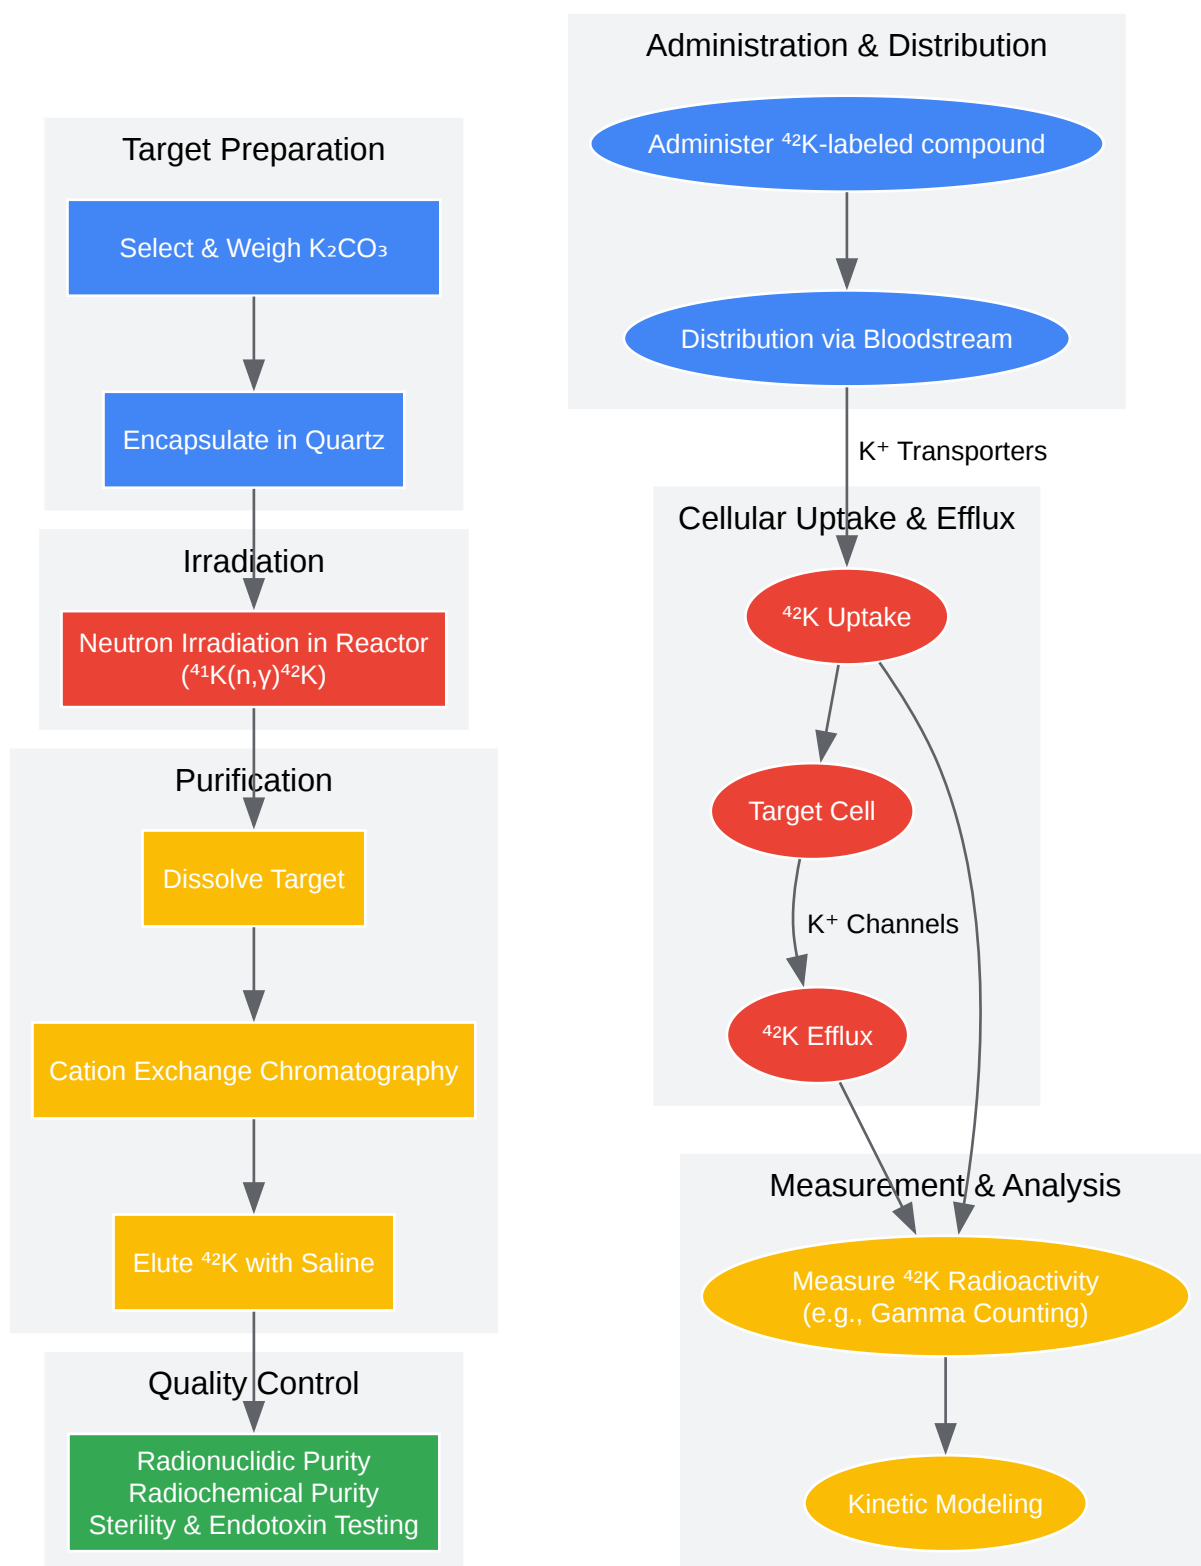 Target Preparation
Select & Weigh K₂CO₃
Encapsulate in Quartz
Irradiation
Neutron Irradiation in Reactor
(⁴¹K(n,γ)⁴²K)
Purification
Dissolve Target
Cation Exchange Chromatography
Elute ⁴²K with Saline
Quality Control
Radionuclidic Purity
Radiochemical Purity
Sterility & Endotoxin Testing
Administration & Distribution
Administer ⁴²K-labeled compound
Distribution via Bloodstream
K⁺ Transporters
Cellular Uptake & Efflux
⁴²K Uptake
Target Cell
K⁺ Channels
⁴²K Efflux
Measurement & Analysis
Measure ⁴²K Radioactivity
(e.g., Gamma Counting)
Kinetic Modeling